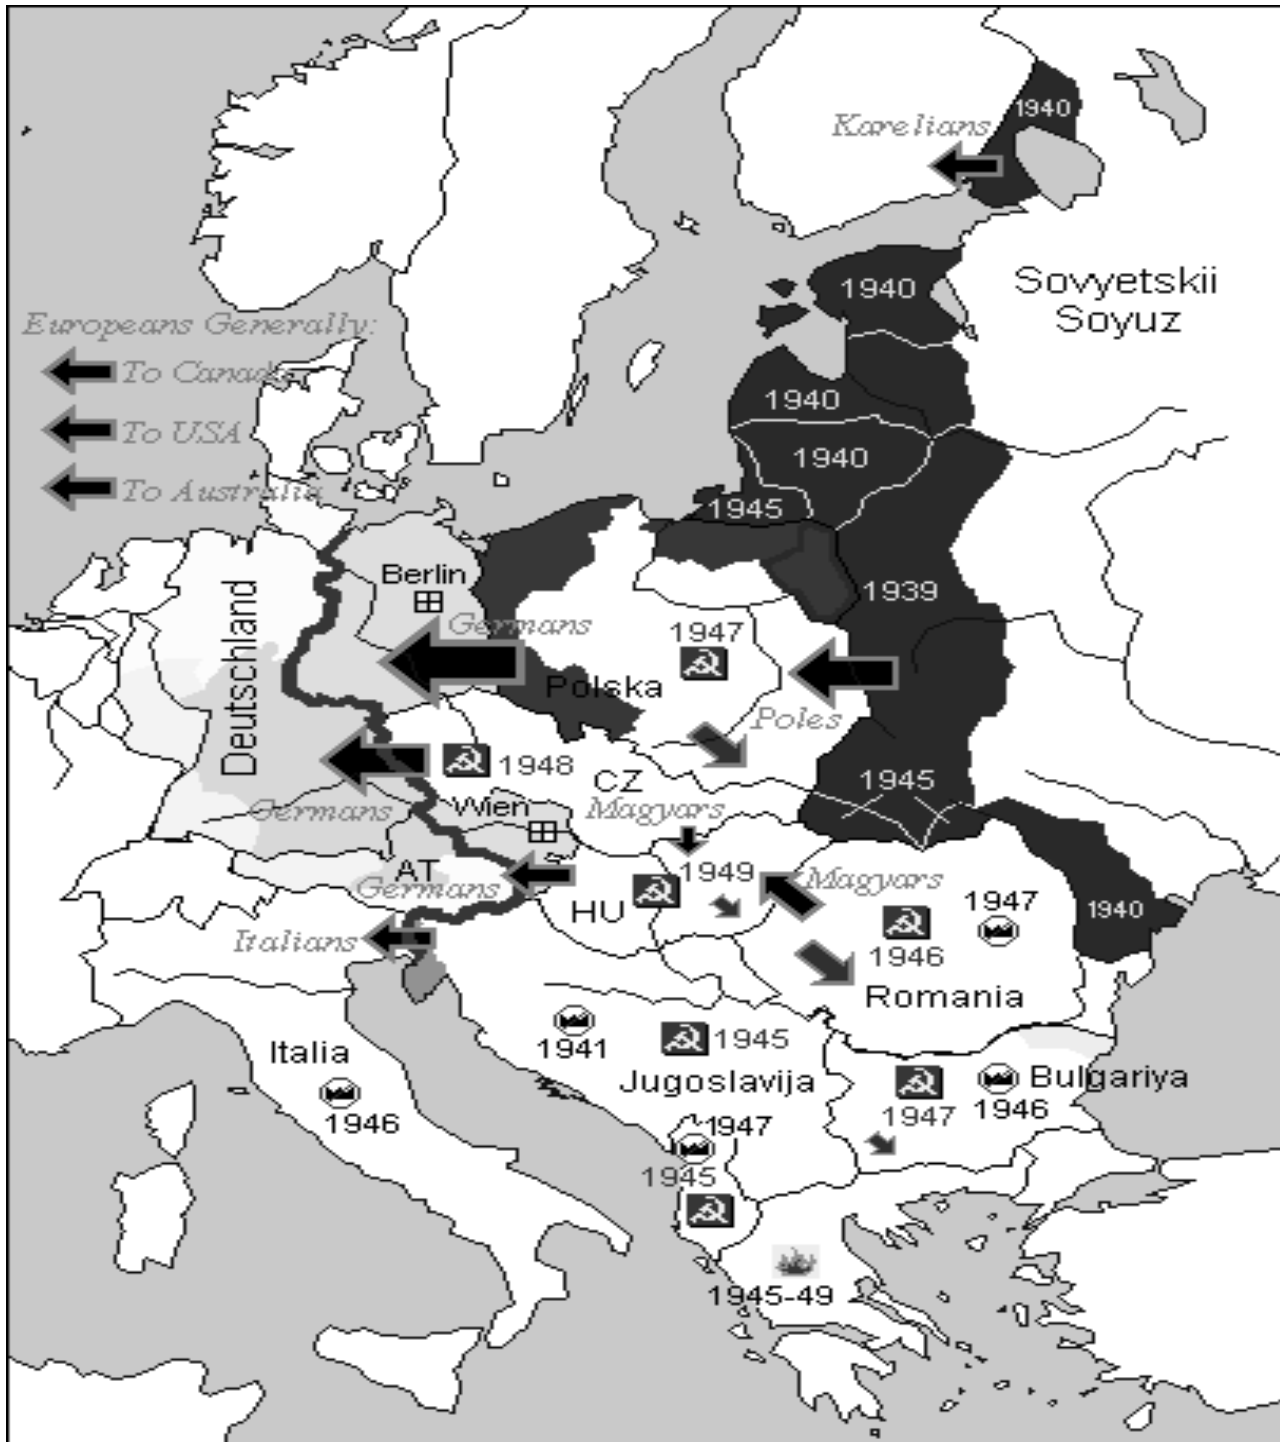 1940
Karelians
1940
Sovyetskii
Soyuz
Europeans Generally:
To Canada
To USA
To Australia
1940
1940
1945
Berlin
Deutschland
1939
Germans
1947
Polska
Poles
1948
CZ
1945
Wien
Magyars
Germans
AT
Germans
1949
Magyars
HU
1947
1940
Italians
1946
Romania
1941
1945
Italia
Jugoslavija
Bulgariya
1946
1947
1947
1946
1945
1945-49